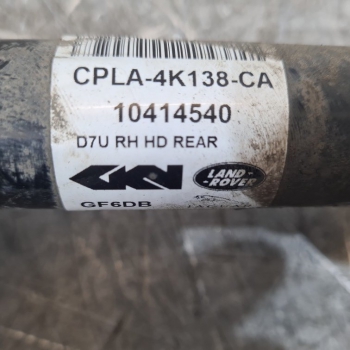 CPLA-4K138-CA
10414540
D7U RH HD REAR
GKN
LAND
ROVER
GF6DB